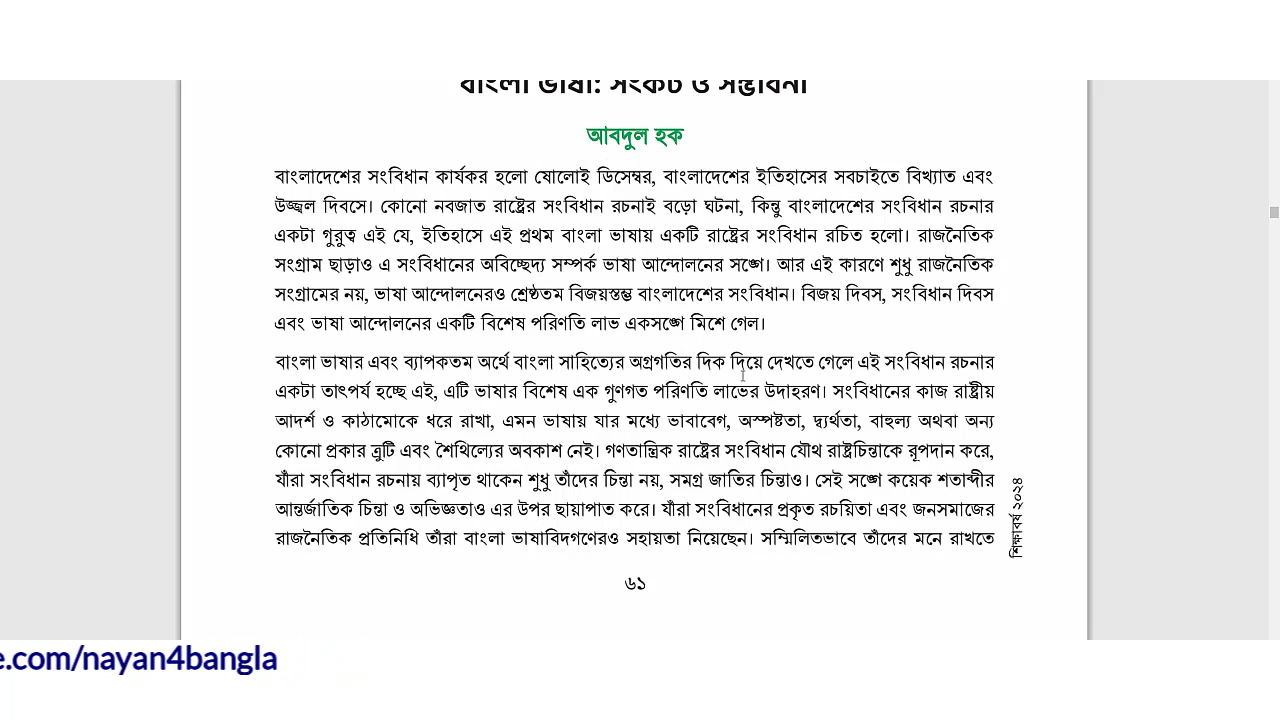 বাংলা ভাষা: সংকট ও সম্ভাবনা
আবদুল হক
বাংলাদেশের সংবিধান কার্যকর হলো ষোলোই ডিসেম্বর, বাংলাদেশের ইতিহাসের সবচাইতে বিখ্যাত এবং
উজ্জ্বল দিবসে। কোনো নবজাত রাষ্ট্রের সংবিধান রচনাই বড়ো ঘটনা, কিন্তু বাংলাদেশের সংবিধান রচনার
একটা গুরুত্ব এই যে, ইতিহাসে এই প্রথম বাংলা ভাষায় একটি রাষ্ট্রের সংবিধান রচিত হলো। রাজনৈতিক
সংগ্রাম ছাড়াও এ সংবিধানের অবিচ্ছেদ্য সম্পর্ক ভাষা আন্দোলনের সঙ্গে। আর এই কারণে শুধু রাজনৈতিক
সংগ্রামের নয়, ভাষা আন্দোলনেরও শ্রেষ্ঠতম বিজয়স্তম্ভ বাংলাদেশের সংবিধান। বিজয় দিবস, সংবিধান দিবস
এবং ভাষা আন্দোলনের একটি বিশেষ পরিণতি লাভ একসঙ্গে মিশে গেল।
বাংলা ভাষার এবং ব্যাপকতম অর্থে বাংলা সাহিত্যের অগ্রগতির দিক দিয়ে দেখতে গেলে এই সংবিধান রচনার
একটা তাৎপর্য হচ্ছে এই, এটি ভাষার বিশেষ এক গুণগত পরিণতি লাভের উদাহরণ। সংবিধানের কাজ রাষ্ট্রীয়
আদর্শ ও কাঠামোকে ধরে রাখা, এমন ভাষায় যার মধ্যে ভাবাবেগ, অস্পষ্টতা, দ্ব্যর্থতা, বাহুল্য অথবা অন্য
কোনো প্রকার ত্রুটি এবং শৈথিল্যের অবকাশ নেই। গণতান্ত্রিক রাষ্ট্রের সংবিধান যৌথ রাষ্ট্রচিন্তাকে রূপদান করে,
যাঁরা সংবিধান রচনায় ব্যাপৃত থাকেন শুধু তাঁদের চিন্তা নয়, সমগ্র জাতির চিন্তাও। সেই সঙ্গে কয়েক শতাব্দীর
আন্তর্জাতিক চিন্তা ও অভিজ্ঞতাও এর উপর ছায়াপাত করে। যাঁরা সংবিধানের প্রকৃত রচয়িতা এবং জনসমাজের
রাজনৈতিক প্রতিনিধি তাঁরা বাংলা ভাষাবিদগণেরও সহায়তা নিয়েছেন। সম্মিলিতভাবে তাঁদের মনে রাখতে
শিক্ষাবর্ষ ২০২৪
৬১
e.com/nayan4bangla